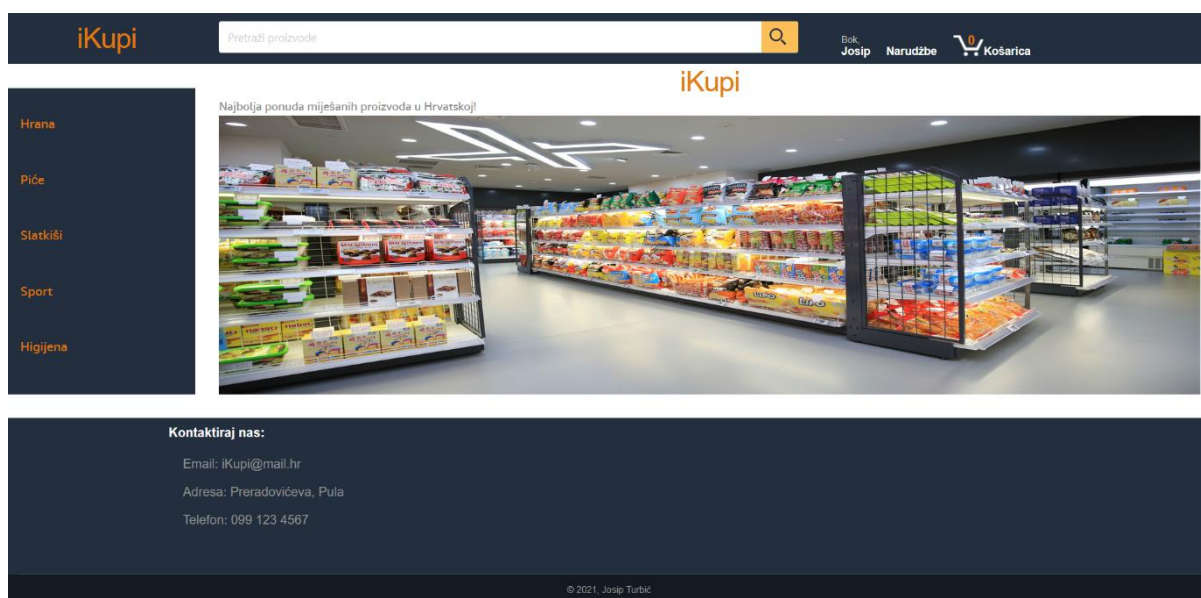 iKupi
Pretraži proizvode
Bok,
Josip Narudžbe 0 Košarica
iKupi
Najbolja ponuda miješanih proizvoda u Hrvatskoj!
Hrana
Piće
Slatkiši
Sport
Higijena
Kontaktiraj nas:
Email: iKupi@mail.hr
Adresa: Preradovićeva, Pula
Telefon: 099 123 4567
© 2021, Josip Turbić